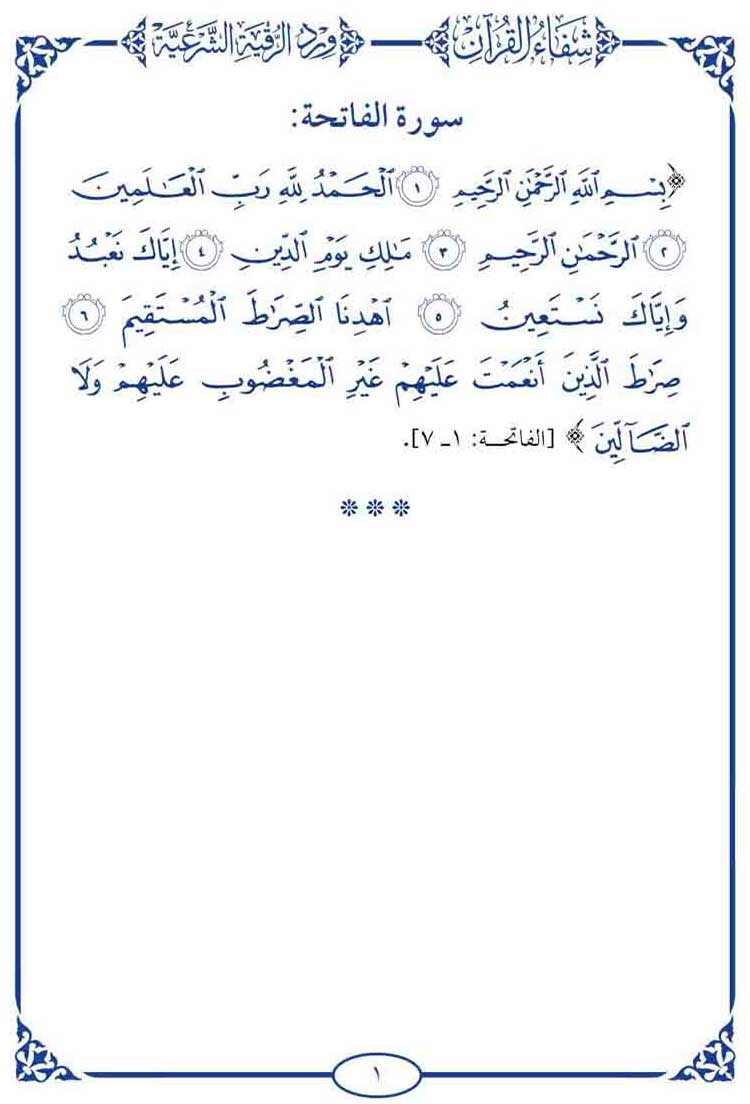 شِفَاءُ القُرْآنِ وِرْدُ الرُّقْيَةِ الشَّرْعِيَّةِ
سورة الفاتحة:
﴿بِسْمِ ٱللَّهِ ٱلرَّحْمَٰنِ ٱلرَّحِيمِ ١ ٱلْحَمْدُ لِلَّهِ رَبِّ ٱلْعَٰلَمِينَ
٢ ٱلرَّحْمَٰنِ ٱلرَّحِيمِ ٣ مَٰلِكِ يَوْمِ ٱلدِّينِ ٤ إِيَّاكَ نَعْبُدُ
وَإِيَّاكَ نَسْتَعِينُ ٥ ٱهْدِنَا ٱلصِّرَٰطَ ٱلْمُسْتَقِيمَ ٦
صِرَٰطَ ٱلَّذِينَ أَنْعَمْتَ عَلَيْهِمْ غَيْرِ ٱلْمَغْضُوبِ عَلَيْهِمْ وَلَا
ٱلضَّآلِّينَ﴾ [الفاتحة: ١ـ ٧].
١